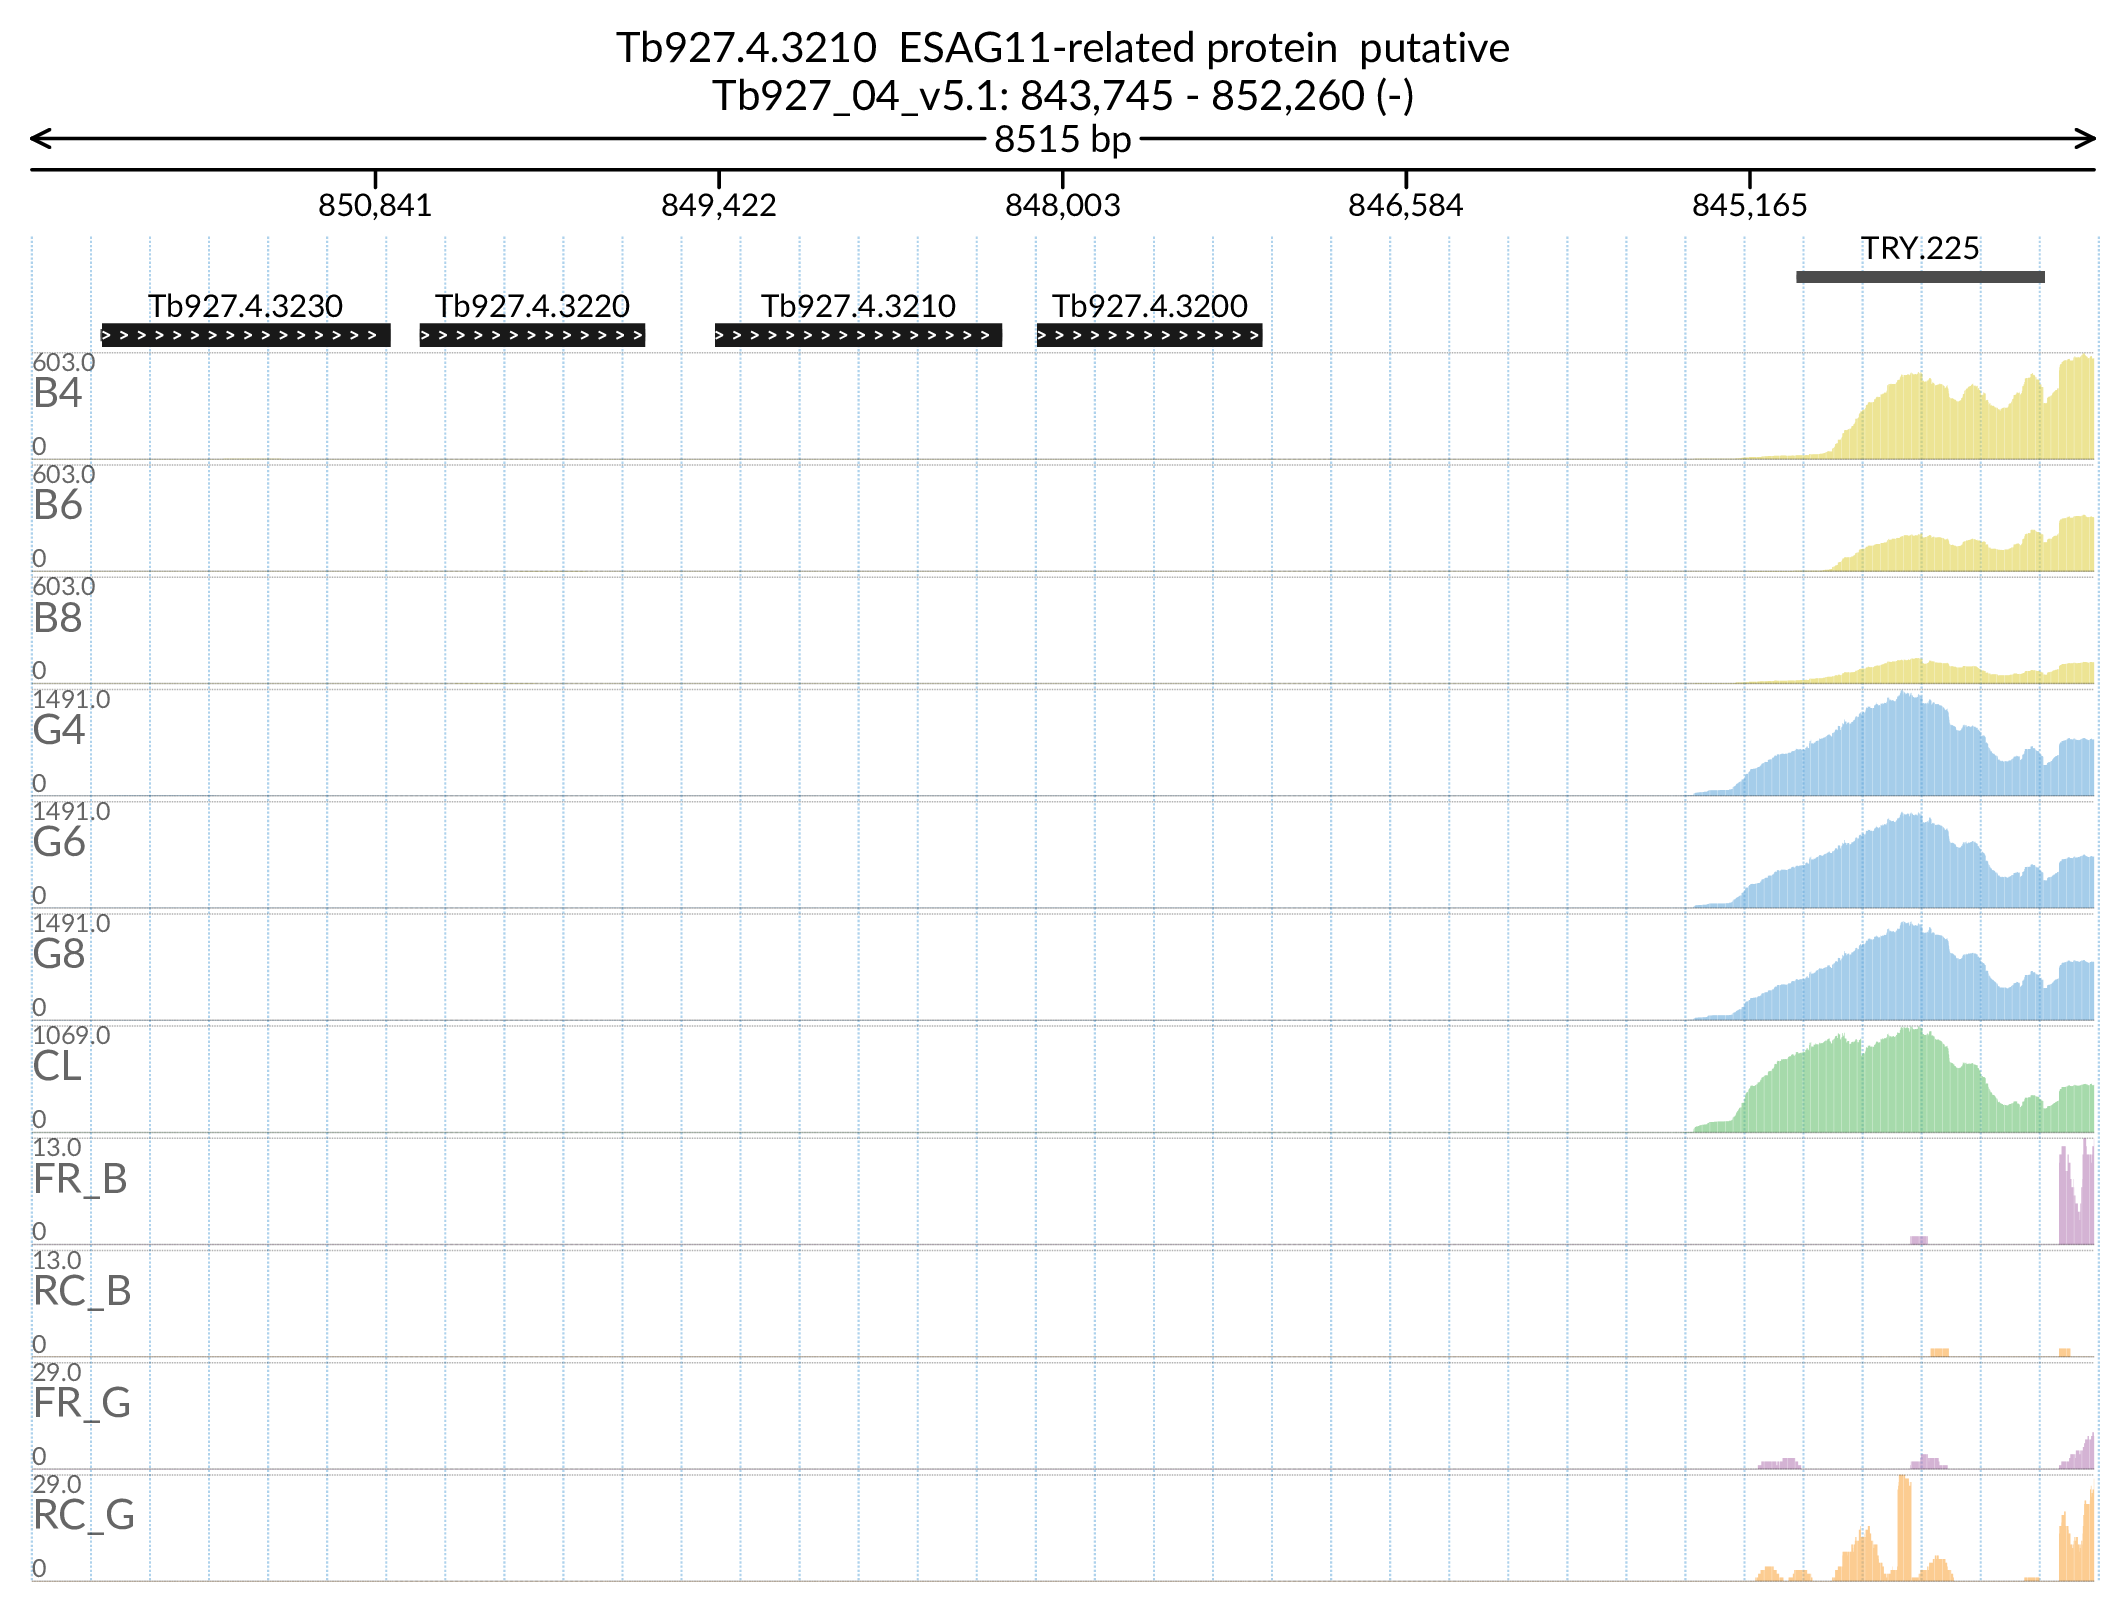 Tb927.4.3210 ESAG11-related protein putative
Tb927_04_v5.1: 843,745 - 852,260 (-)
8515 bp
850,841 849,422 848,003 846,584 845,165
TRY.225
Tb927.4.3230 Tb927.4.3220 Tb927.4.3210 Tb927.4.3200
603.0
B4
0
603.0
B6
0
603.0
B8
0
1491.0
G4
0
1491.0
G6
0
1491.0
G8
0
1069.0
CL
0
13.0
FR_B
0
13.0
RC_B
0
29.0
FR_G
0
29.0
RC_G
0